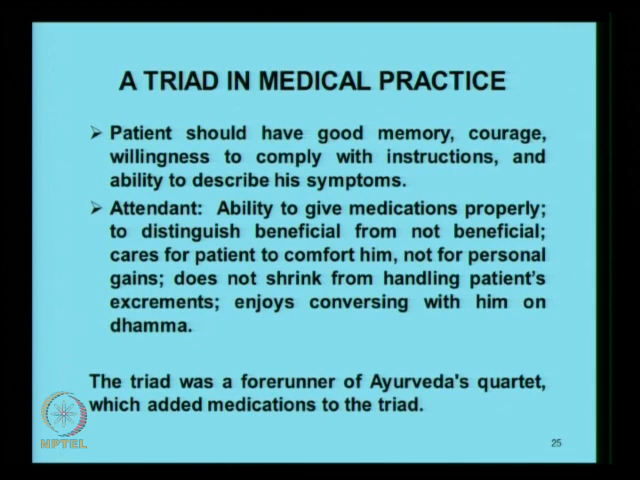 A TRIAD IN MEDICAL PRACTICE
➢ Patient should have good memory, courage,
willingness to comply with instructions, and
ability to describe his symptoms.
➢ Attendant: Ability to give medications properly;
to distinguish beneficial from not beneficial;
cares for patient to comfort him, not for personal
gains; does not shrink from handling patient's
excrements; enjoys conversing with him on
dhamma.
The triad was a forerunner of Ayurveda's quartet,
which added medications to the triad.
NPTEL
25